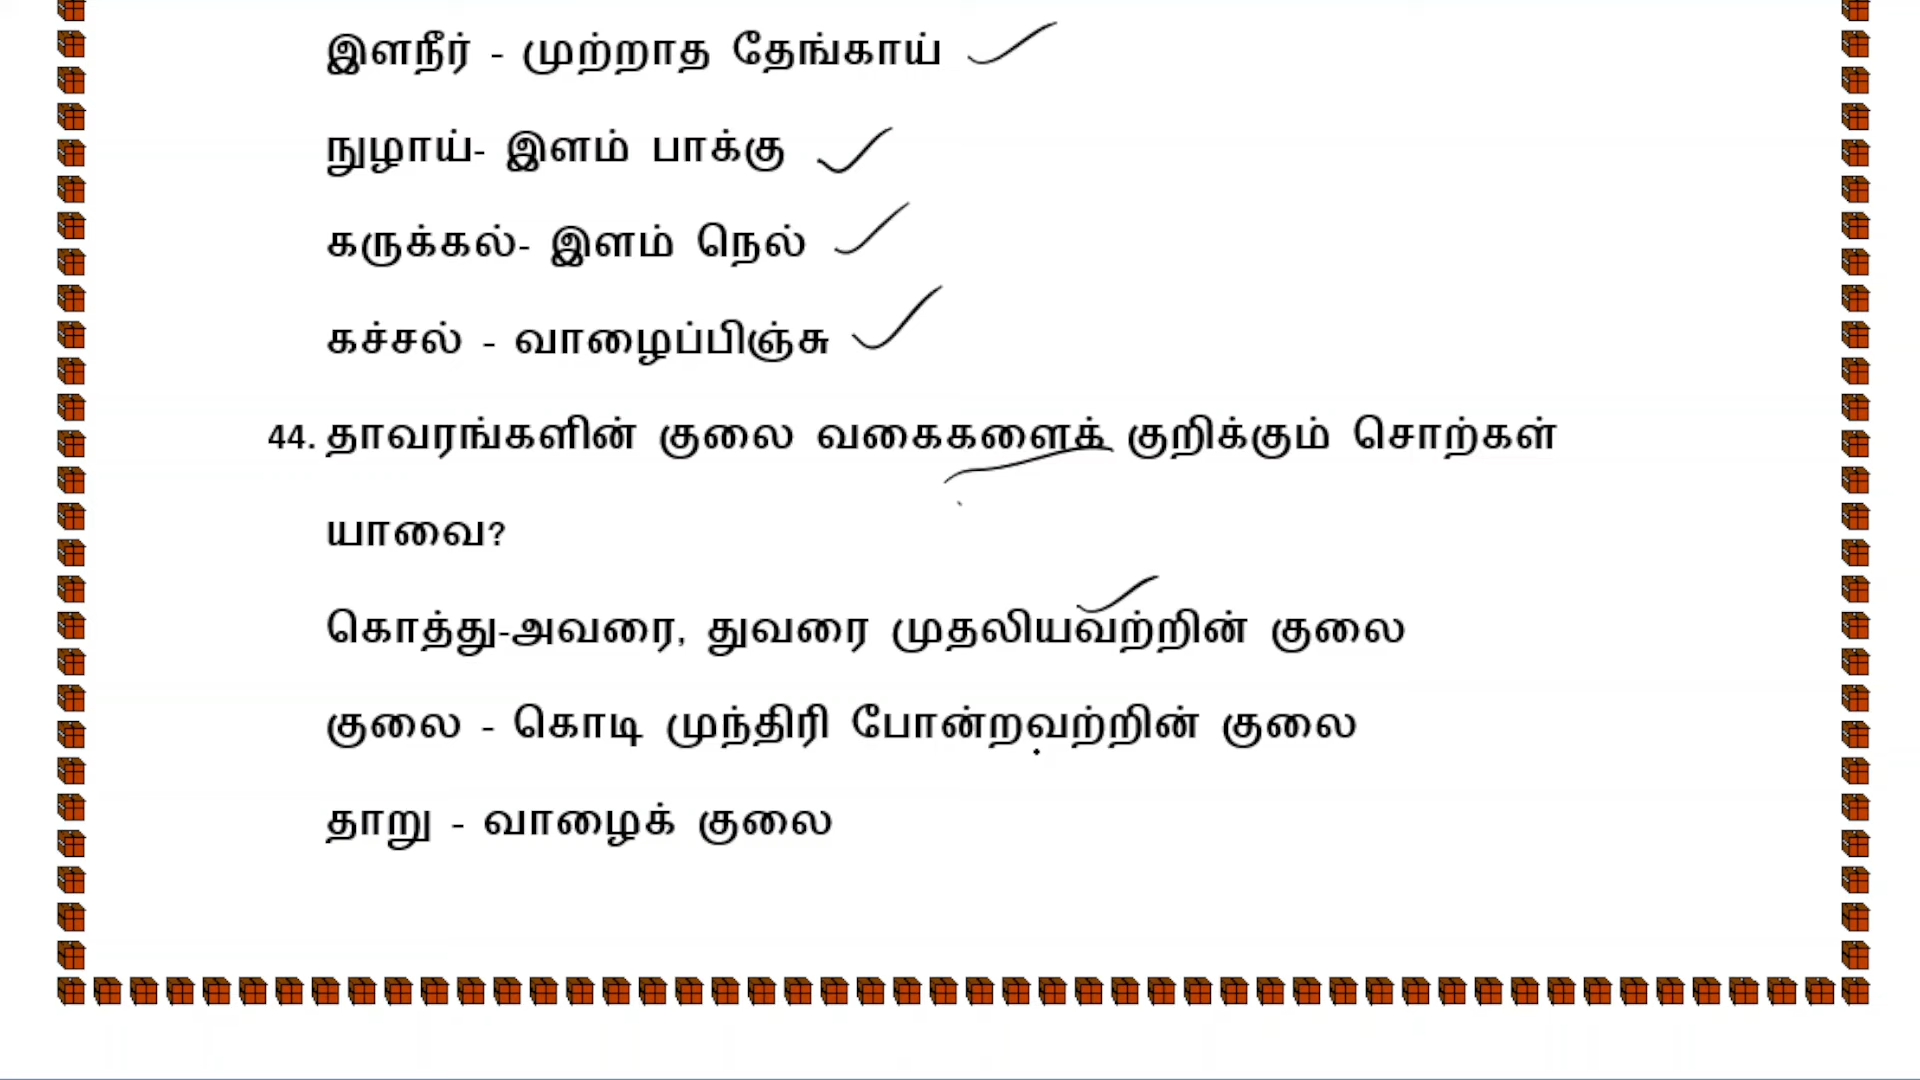 இளநீர் - முற்றாத தேங்காய்
நுழாய்- இளம் பாக்கு
கருக்கல்- இளம் நெல்
கச்சல் - வாழைப்பிஞ்சு
44. தாவரங்களின் குலை வகைகளைக் குறிக்கும் சொற்கள்
யாவை?
கொத்து-அவரை, துவரை முதலியவற்றின் குலை
குலை - கொடி முந்திரி போன்றவற்றின் குலை
தாறு - வாழைக் குலை